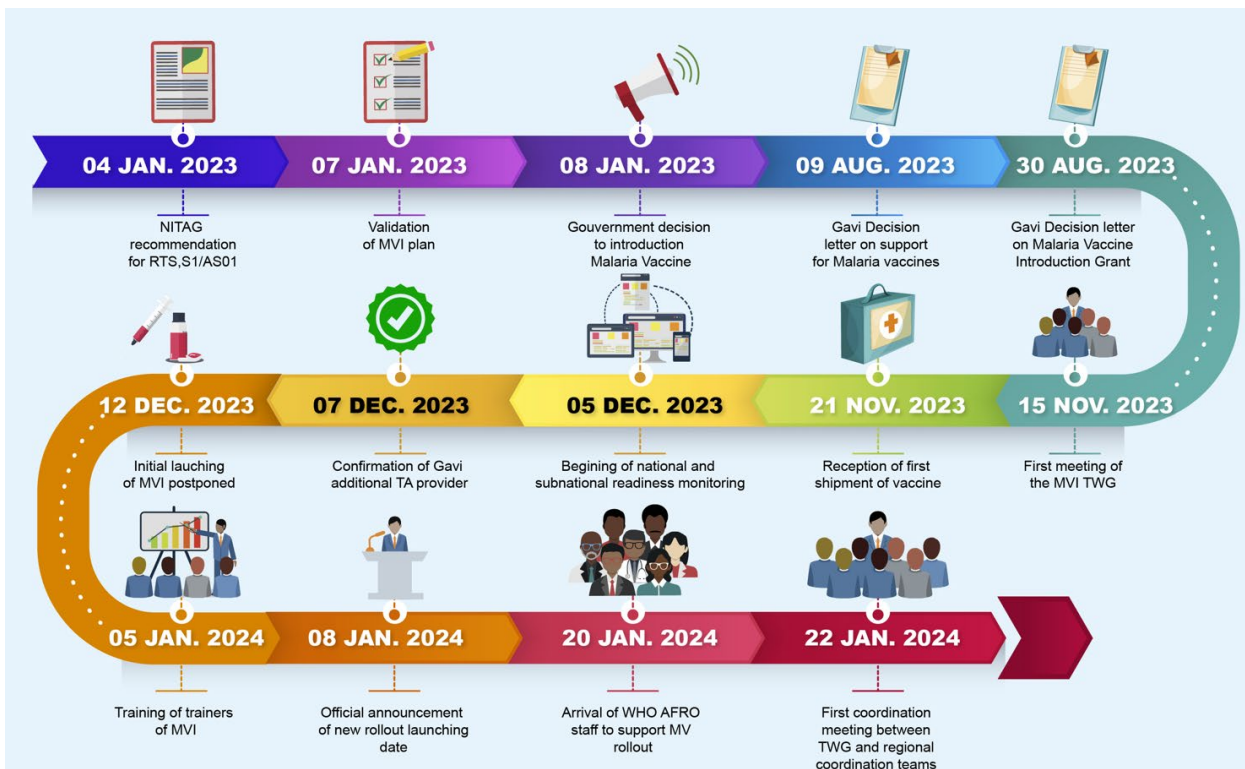 04 JAN. 2023
NITAG
recommendation
for RTS,S1/AS01
07 JAN. 2023
Validation
of MVI plan
08 JAN. 2023
Gouvernment decision
to introduction
Malaria Vaccine
09 AUG. 2023
Gavi Decision
letter on support
for Malaria vaccines
30 AUG. 2023
Gavi Decision letter
on Malaria Vaccine
Introduction Grant
15 NOV. 2023
First meeting of
the MVI TWG
21 NOV. 2023
Reception of first
shipment of vaccine
05 DEC. 2023
Begining of national and
subnational readiness monitoring
07 DEC. 2023
Confirmation of Gavi
additional TA provider
12 DEC. 2023
Initial lauching
of MVI postponed
05 JAN. 2024
Training of trainers
of MVI
08 JAN. 2024
Official announcement
of new rollout launching
date
20 JAN. 2024
Arrival of WHO AFRO
staff to support MV
rollout
22 JAN. 2024
First coordination
meeting between
TWG and regional
coordination teams